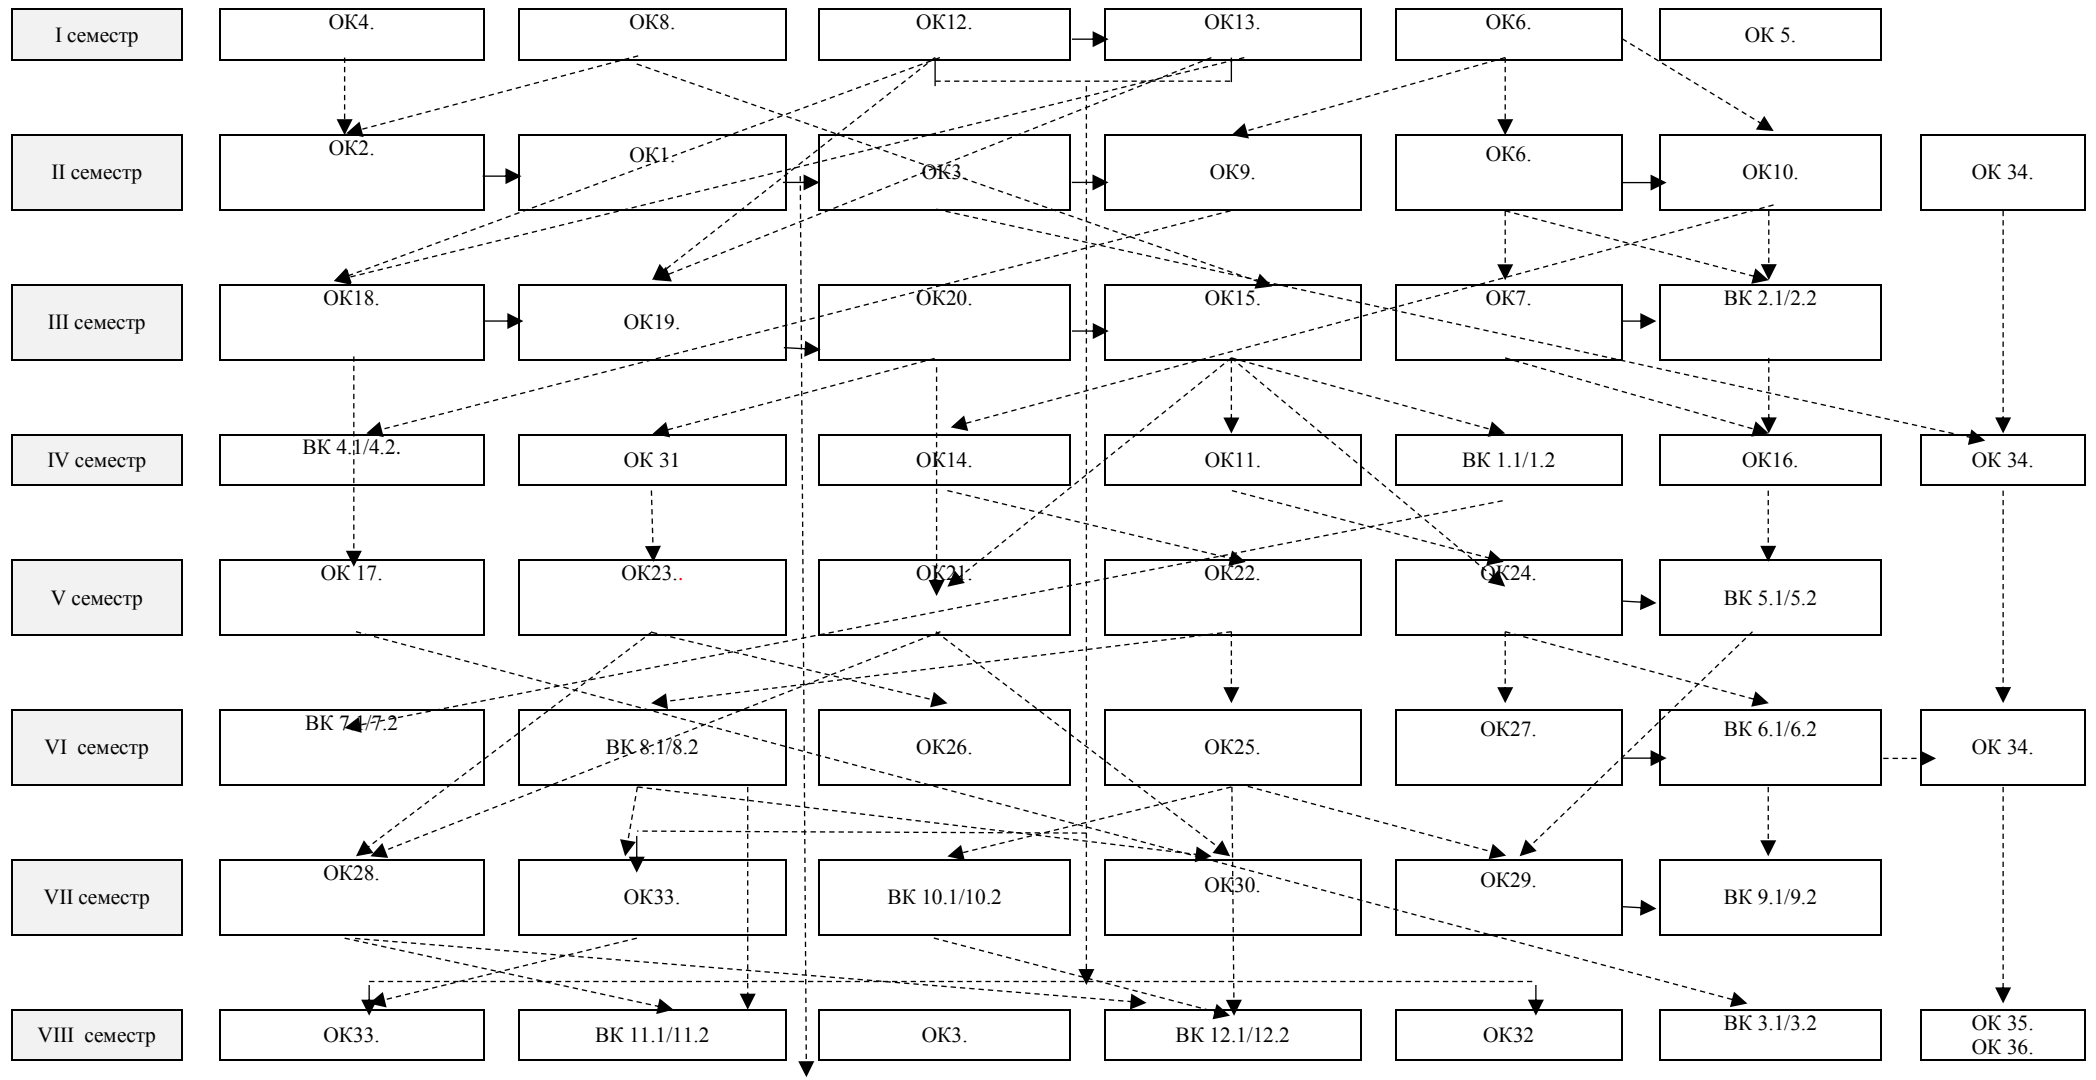 I семестр
ОК4.
ОК8.
ОК12.
ОК13.
ОК6.
ОК 5.
II семестр
ОК2.
ОК1.
ОК3.
ОК9.
ОК6.
ОК10.
ОК 34.
III семестр
ОК18.
ОК19.
ОК20.
ОК15.
ОК7.
ВК 2.1/2.2
IV семестр
ВК 4.1/4.2.
ОК 31
ОК14.
ОК11.
ВК 1.1/1.2
ОК16.
ОК 34.
V семестр
ОК 17.
ОК23..
ОК21.
ОК22.
ОК24.
ВК 5.1/5.2
VI семестр
ВК 7.1/7.2
ВК 8.1/8.2
ОК26.
ОК25.
ОК27.
ВК 6.1/6.2
ОК 34.
VII семестр
ОК28.
ОК33.
ВК 10.1/10.2
ОК30.
ОК29.
ВК 9.1/9.2
VIII семестр
ОК33.
ВК 11.1/11.2
ОК3.
ВК 12.1/12.2
ОК32
ВК 3.1/3.2
ОК 35.
ОК 36.